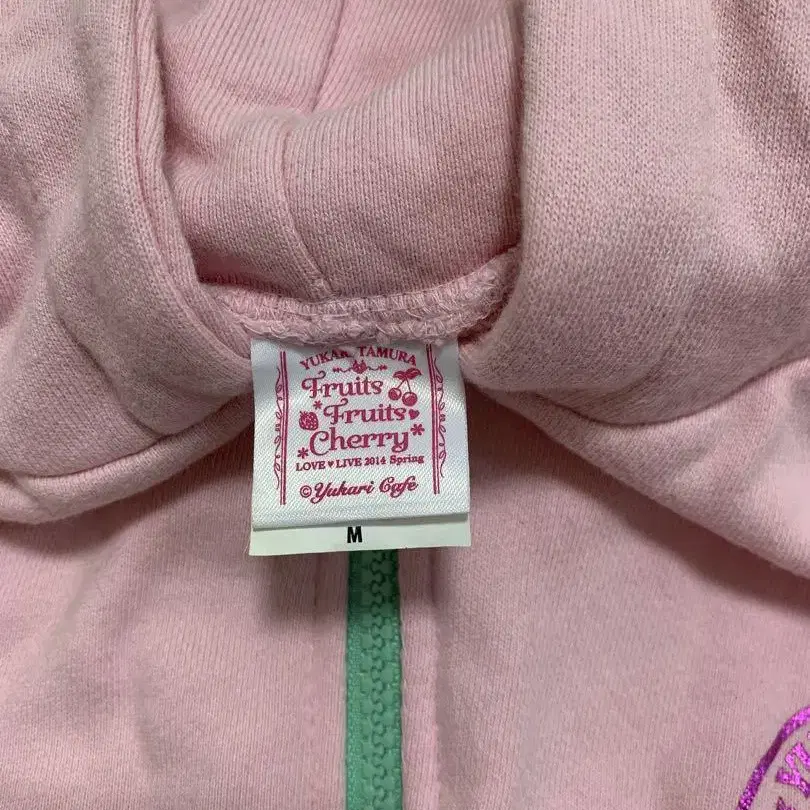 YUKARI TAMURA
Fruits
Fruits♥
Cherry
LOVE♥LIVE 2014 Spring
©Yukari Cafe
M